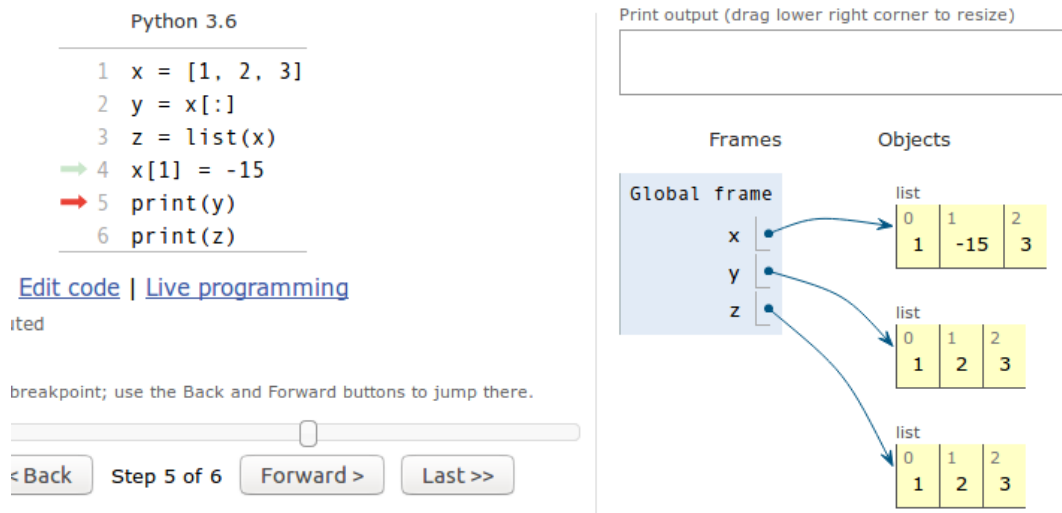 Python 3.6
1 x = [1, 2, 3]
2 y = x[:]
3 z = list(x)
4 x[1] = -15
5 print(y)
6 print(z)
Edit code | Live programming
uted
breakpoint; use the Back and Forward buttons to jump there.
< Back Step 5 of 6 Forward > Last >>
Print output (drag lower right corner to resize)
Frames Objects
Global frame
x
y
z
list
0 1 2
1 -15 3
list
0 1 2
1 2 3
list
0 1 2
1 2 3